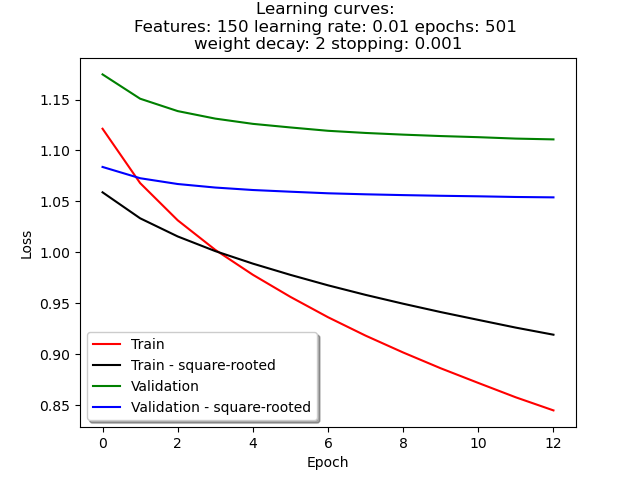 Learning curves:
Features: 150 learning rate: 0.01 epochs: 501
weight decay: 2 stopping: 0.001
1.15
1.10
1.05
1.00
0.95
0.90
0.85
Loss
Train
Train - square-rooted
Validation
Validation - square-rooted
0 2 4 6 8 10 12
Epoch